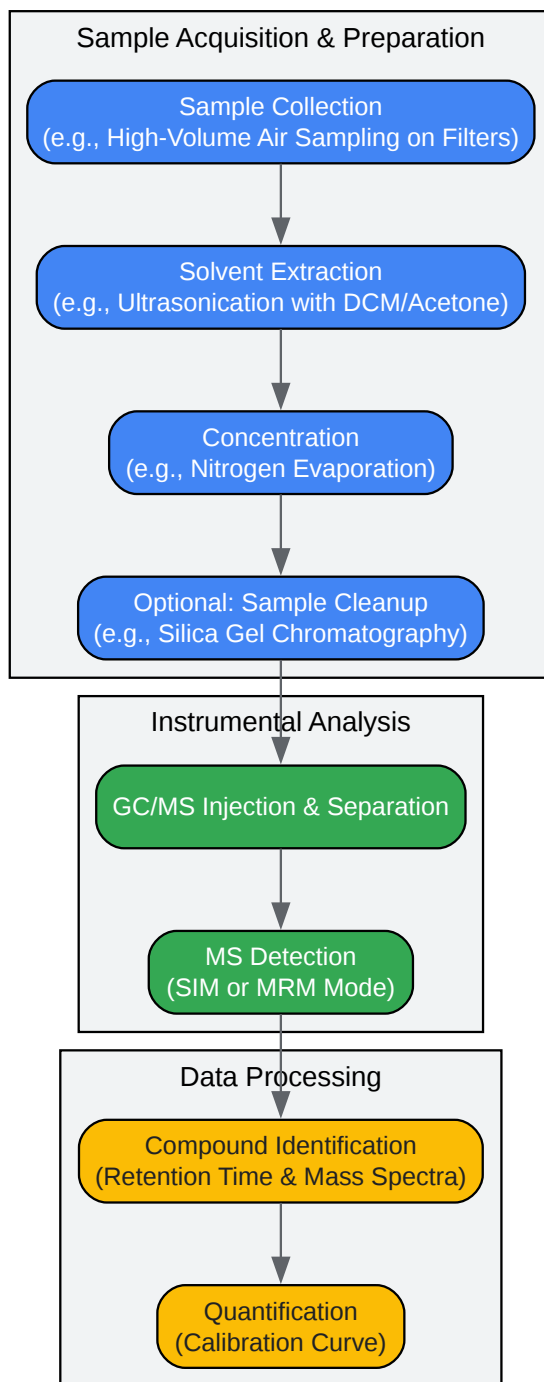 Sample Acquisition & Preparation
Sample Collection
(e.g., High-Volume Air Sampling on Filters)
Solvent Extraction
(e.g., Ultrasonication with DCM/Acetone)
Concentration
(e.g., Nitrogen Evaporation)
Optional: Sample Cleanup
(e.g., Silica Gel Chromatography)
Instrumental Analysis
GC/MS Injection & Separation
MS Detection
(SIM or MRM Mode)
Data Processing
Compound Identification
(Retention Time & Mass Spectra)
Quantification
(Calibration Curve)